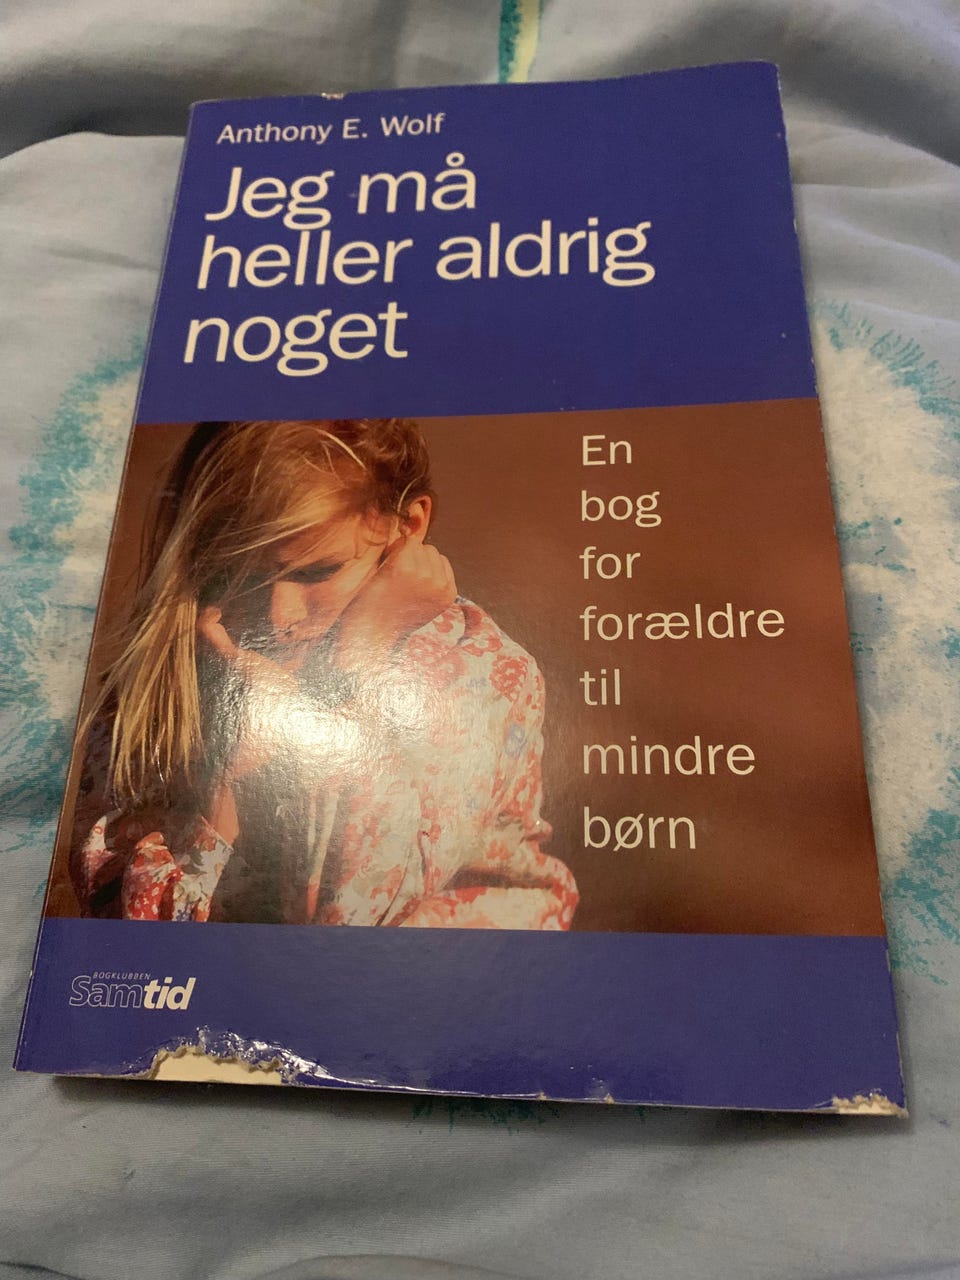 Anthony E. Wolf
Jeg må
heller aldrig
noget
En
bog
for
forældre
til
mindre
børn
BOGKLUBBEN
Samtid